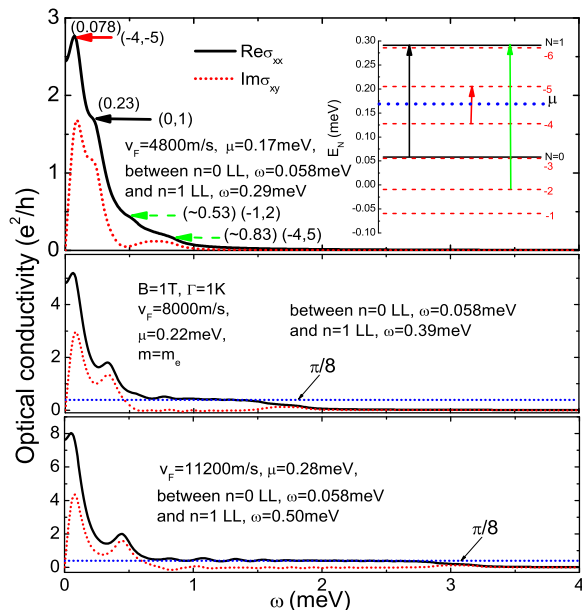 Optical conductivity (e²/h)
3
2
1
0
(0.078)
(-4,-5)
Reσxx
Imσxy
(0.23)
(0,1)
vF=4800m/s, μ=0.17meV,
between n=0 LL, ω=0.058meV
and n=1 LL, ω=0.29meV
(~0.53) (-1,2)
(~0.83) (-4,5)
EN (meV)
0.30
0.25
0.20
0.15
0.10
0.05
0.00
-0.05
-0.10
N=1
-6
-5
μ
-4
N=0
-3
-2
-1
4
2
0
B=1T, Γ=1K
vF=8000m/s,
μ=0.22meV,
m=me
between n=0 LL, ω=0.058meV
and n=1 LL, ω=0.39meV
π/8
8
6
4
2
0
vF=11200m/s, μ=0.28meV,
between n=0 LL, ω=0.058meV
and n=1 LL, ω=0.50meV
π/8
0 1 2 3 4
ω (meV)